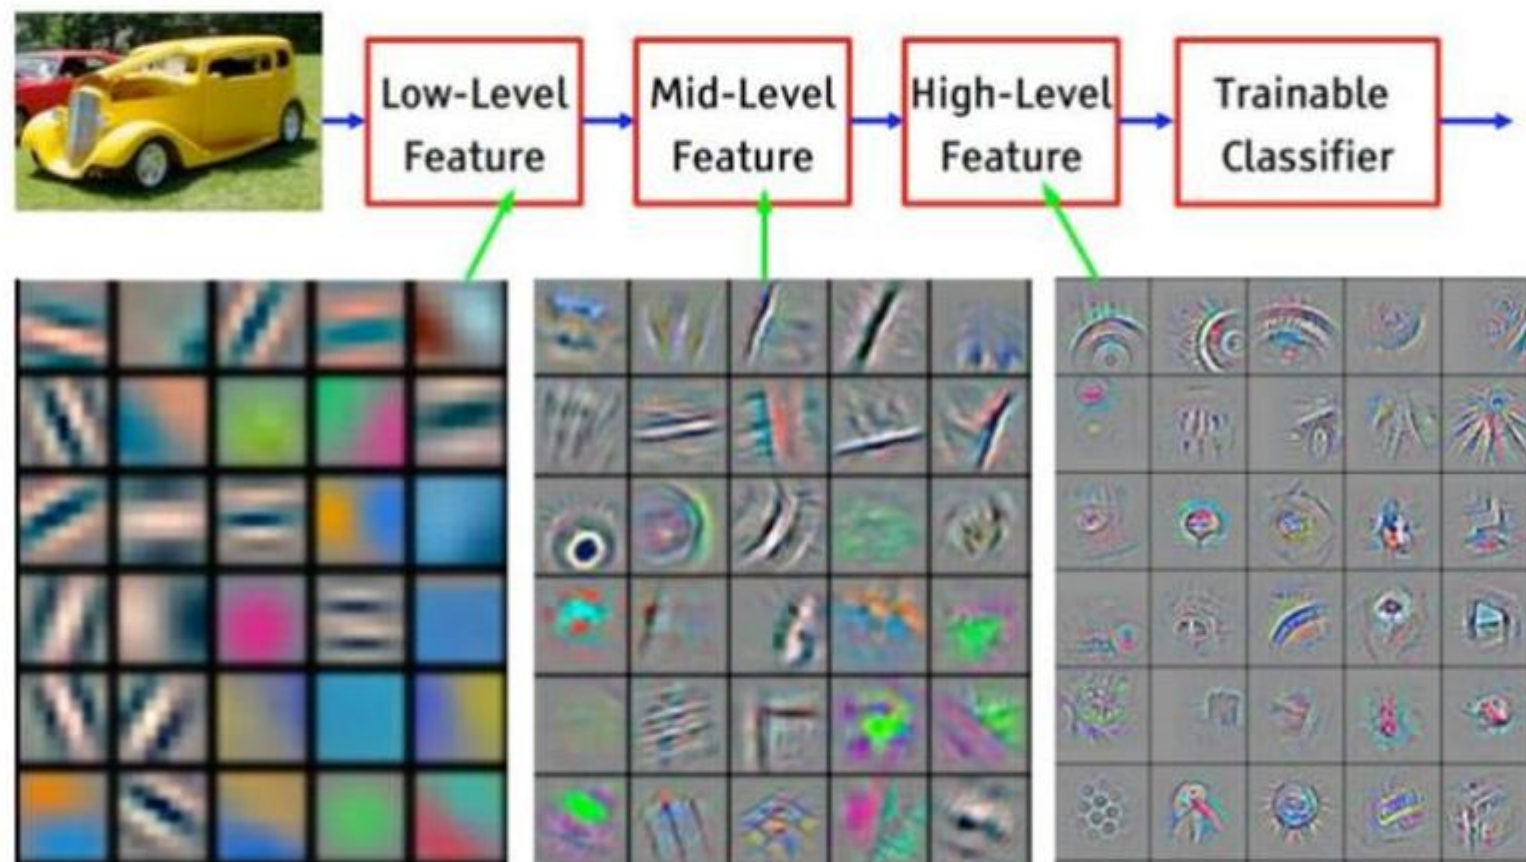 Low-Level
Feature
Mid-Level
Feature
High-Level
Feature
Trainable
Classifier